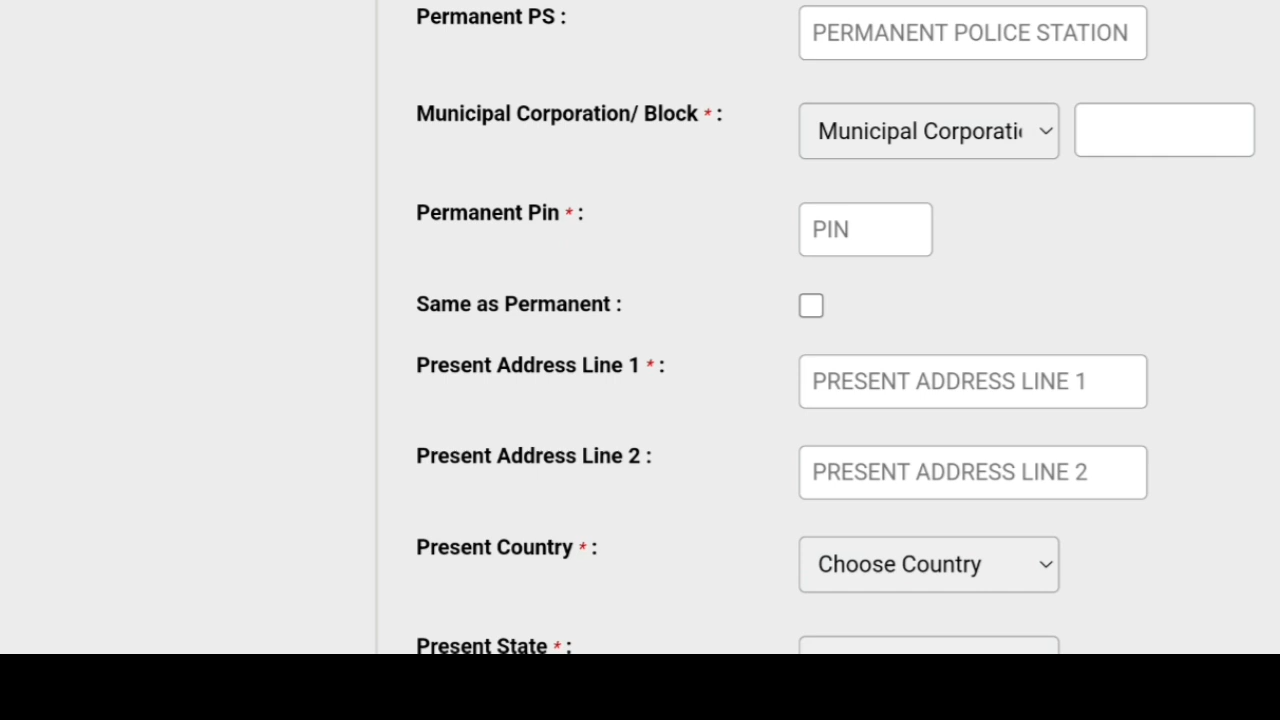 Permanent PS :
PERMANENT POLICE STATION
Municipal Corporation/ Block * :
Municipal Corporati
Permanent Pin * :
PIN
Same as Permanent :
Present Address Line 1 * :
PRESENT ADDRESS LINE 1
Present Address Line 2 :
PRESENT ADDRESS LINE 2
Present Country * :
Choose Country
Present State * :